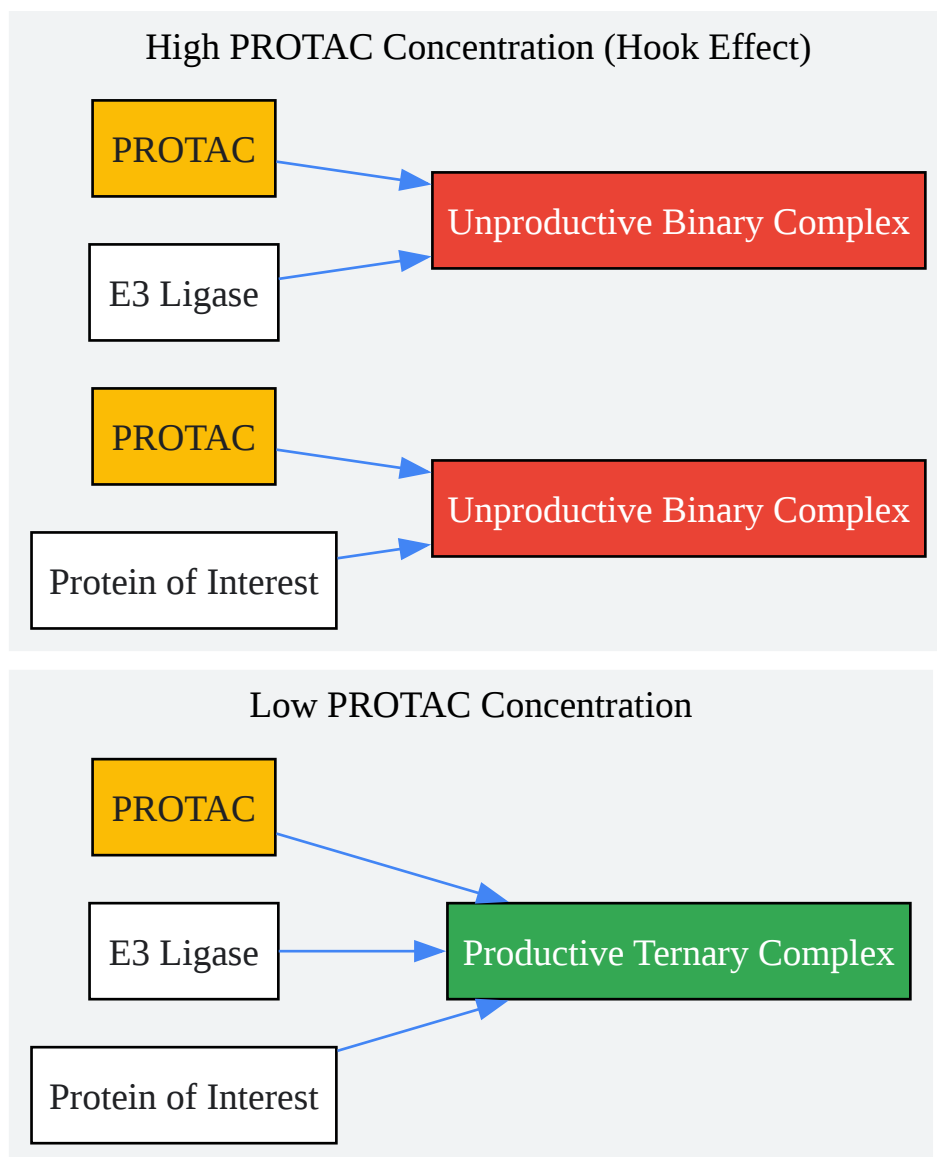 High PROTAC Concentration (Hook Effect)
PROTAC
Unproductive Binary Complex
E3 Ligase
PROTAC
Unproductive Binary Complex
Protein of Interest
Low PROTAC Concentration
PROTAC
E3 Ligase
Productive Ternary Complex
Protein of Interest